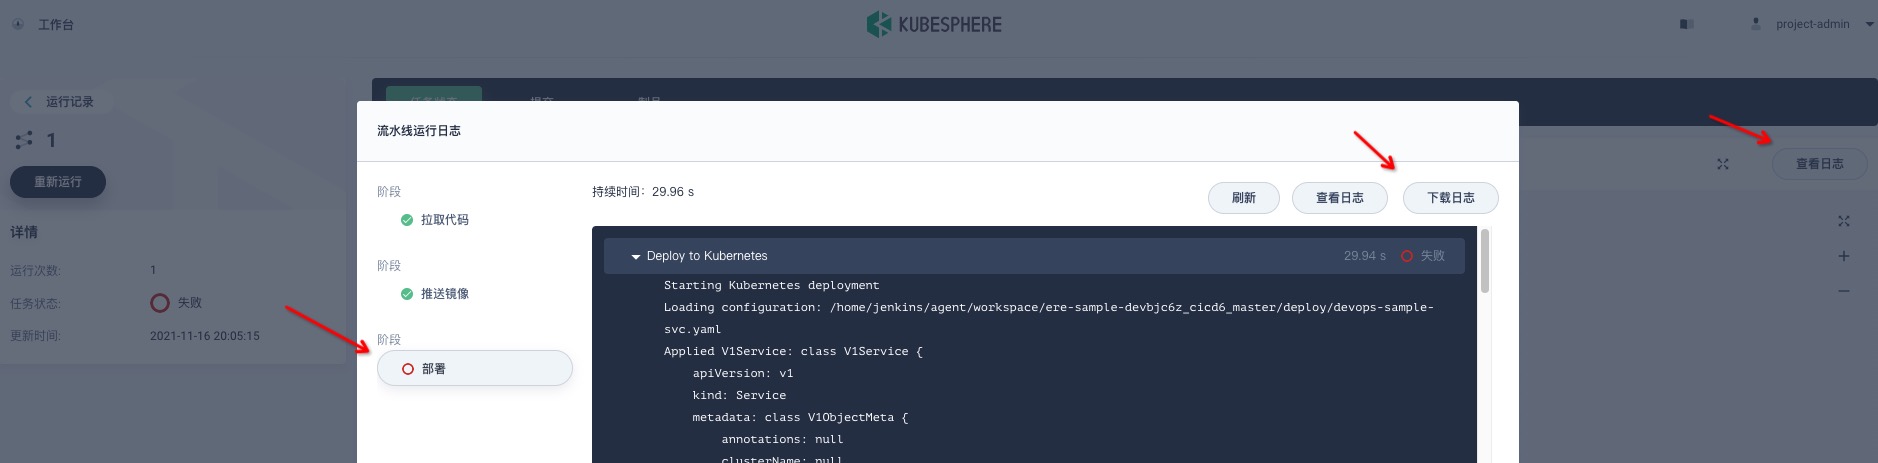 工作台
KUBESPHERE
project-admin
运行记录
1
重新运行
详情
运行次数: 1
任务状态: 失败
更新时间: 2021-11-16 20:05:15
查看日志
流水线运行日志
阶段
拉取代码
阶段
推送镜像
阶段
部署
持续时间: 29.96 s
刷新
查看日志
下载日志
Deploy to Kubernetes
29.94 s
失败
Starting Kubernetes deployment
Loading configuration: /home/jenkins/agent/workspace/ere-sample-devbjc6z_cicd6_master/deploy/devops-sample-
svc.yaml
Applied V1Service: class V1Service {
apiVersion: v1
kind: Service
metadata: class V1ObjectMeta {
annotations: null
clusterName: null